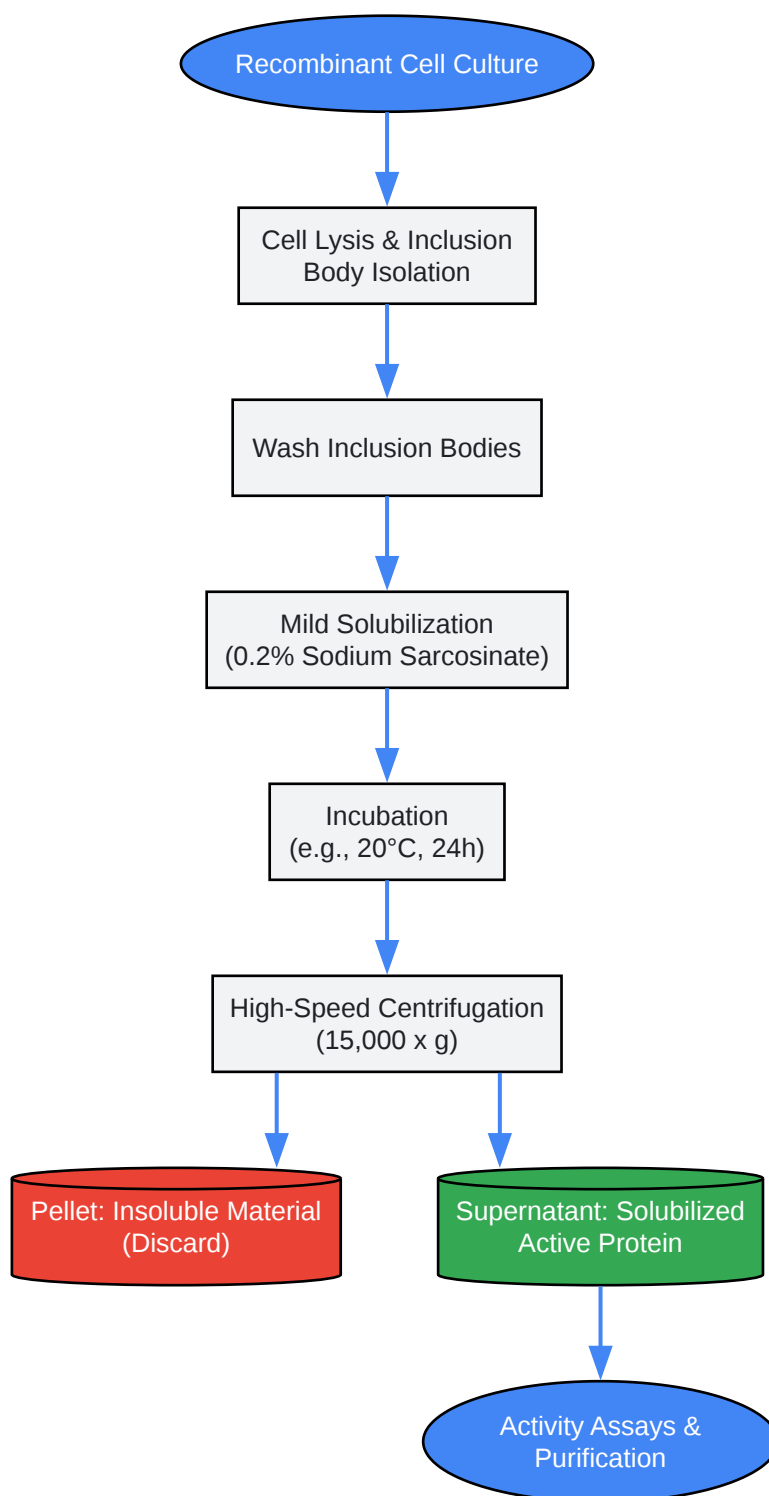 Recombinant Cell Culture
Cell Lysis & Inclusion
Body Isolation
Wash Inclusion Bodies
Mild Solubilization
(0.2% Sodium Sarcosinate)
Incubation
(e.g., 20°C, 24h)
High-Speed Centrifugation
(15,000 x g)
Pellet: Insoluble Material
(Discard)
Supernatant: Solubilized
Active Protein
Activity Assays &
Purification